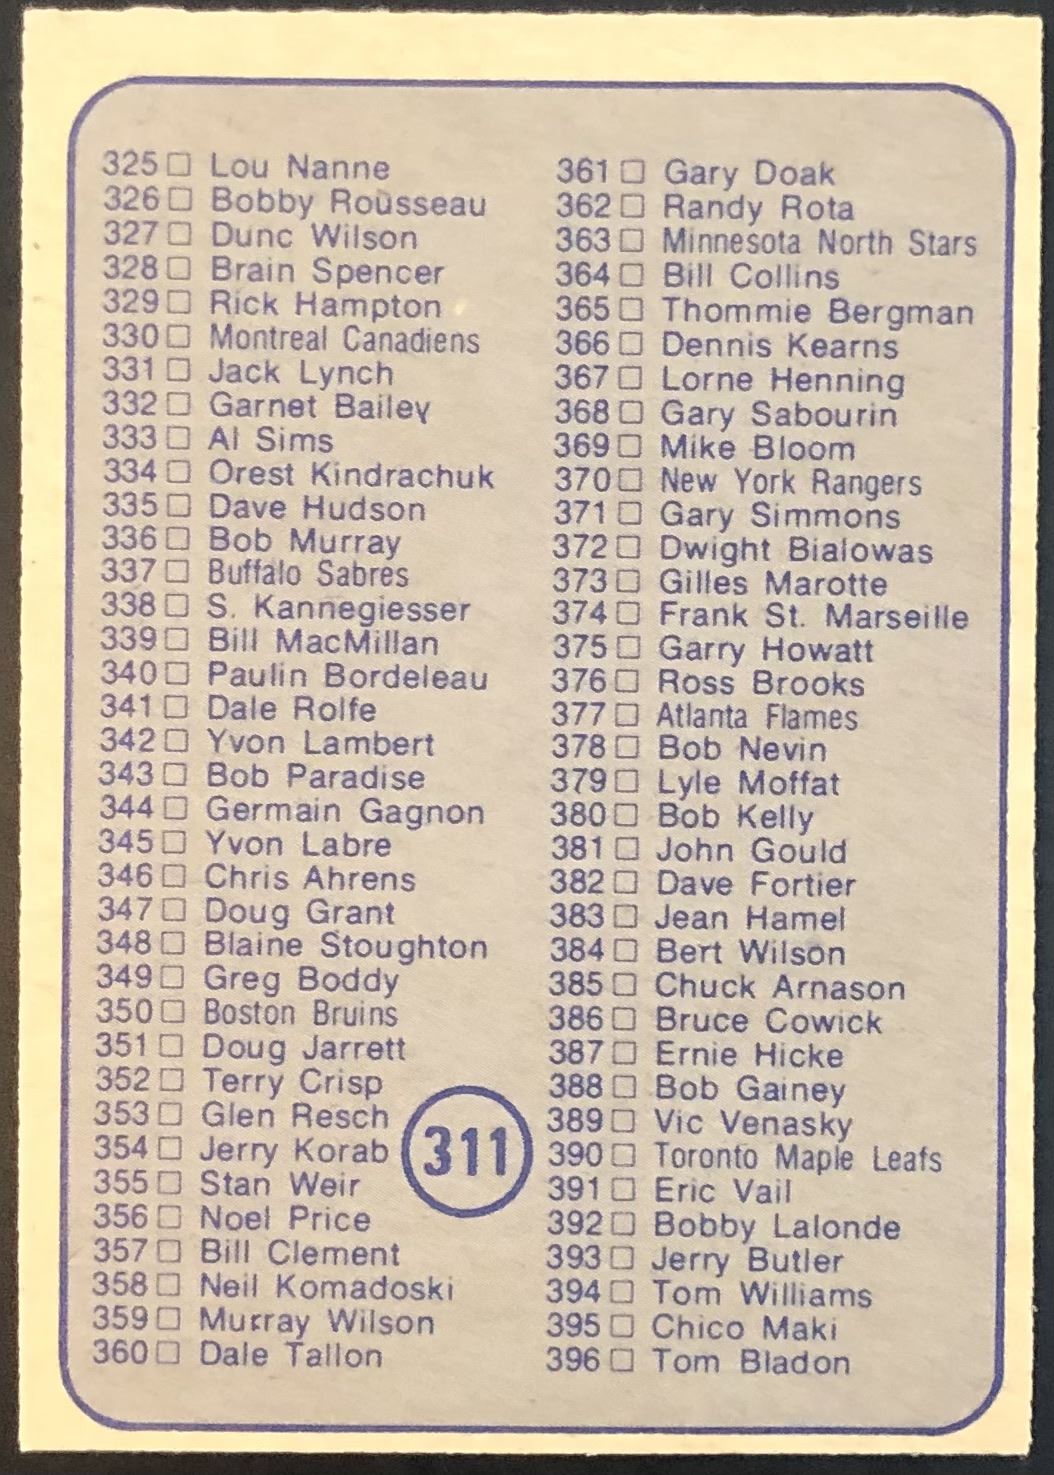 325 Lou Nanne
326 Bobby Rousseau
327 Dunc Wilson
328 Brain Spencer
329 Rick Hampton
330 Montreal Canadiens
331 Jack Lynch
332 Garnet Bailey
333 Al Sims
334 Orest Kindrachuk
335 Dave Hudson
336 Bob Murray
337 Buffalo Sabres
338 S. Kannegiesser
339 Bill MacMillan
340 Paulin Bordeleau
341 Dale Rolfe
342 Yvon Lambert
343 Bob Paradise
344 Germain Gagnon
345 Yvon Labre
346 Chris Ahrens
347 Doug Grant
348 Blaine Stoughton
349 Greg Boddy
350 Boston Bruins
351 Doug Jarrett
352 Terry Crisp
353 Glen Resch
354 Jerry Korab
355 Stan Weir
356 Noel Price
357 Bill Clement
358 Neil Komadoski
359 Murray Wilson
360 Dale Tallon
311
361 Gary Doak
362 Randy Rota
363 Minnesota North Stars
364 Bill Collins
365 Thommie Bergman
366 Dennis Kearns
367 Lorne Henning
368 Gary Sabourin
369 Mike Bloom
370 New York Rangers
371 Gary Simmons
372 Dwight Bialowas
373 Gilles Marotte
374 Frank St. Marseille
375 Garry Howatt
376 Ross Brooks
377 Atlanta Flames
378 Bob Nevin
379 Lyle Moffat
380 Bob Kelly
381 John Gould
382 Dave Fortier
383 Jean Hamel
384 Bert Wilson
385 Chuck Arnason
386 Bruce Cowick
387 Ernie Hicke
388 Bob Gainey
389 Vic Venasky
390 Toronto Maple Leafs
391 Eric Vail
392 Bobby Lalonde
393 Jerry Butler
394 Tom Williams
395 Chico Maki
396 Tom Bladon